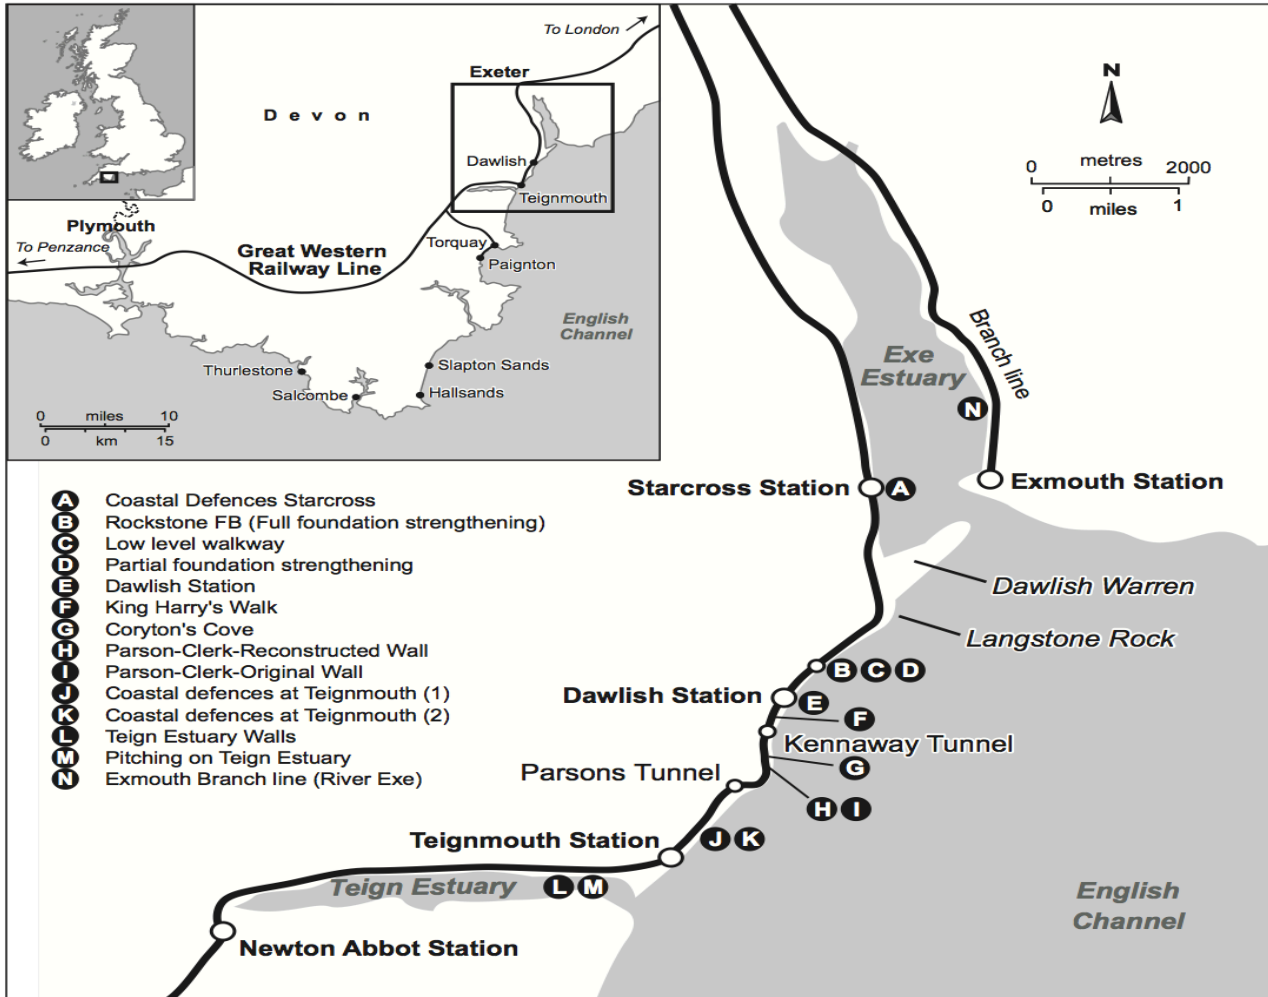 To London
Exeter
D e v o n
Dawlish
Teignmouth
Plymouth
To Penzance
Great Western
Railway Line
Torquay
Paignton
English
Channel
Thurlestone
Slapton Sands
Salcombe
Hallsands
0 miles 10
0 km 15
N
0 metres 2000
0 miles 1
Branch line
Exe
Estuary
N
Starcross Station
A
Exmouth Station
A Coastal Defences Starcross
B Rockstone FB (Full foundation strengthening)
C Low level walkway
D Partial foundation strengthening
E Dawlish Station
F King Harry's Walk
G Coryton's Cove
H Parson-Clerk-Reconstructed Wall
I Parson-Clerk-Original Wall
J Coastal defences at Teignmouth (1)
K Coastal defences at Teignmouth (2)
L Teign Estuary Walls
M Pitching on Teign Estuary
N Exmouth Branch line (River Exe)
Dawlish Warren
Langstone Rock
B C D
Dawlish Station
E
F
Kennaway Tunnel
G
Parsons Tunnel
H I
Teignmouth Station
J K
Teign Estuary
L M
English
Channel
Newton Abbot Station